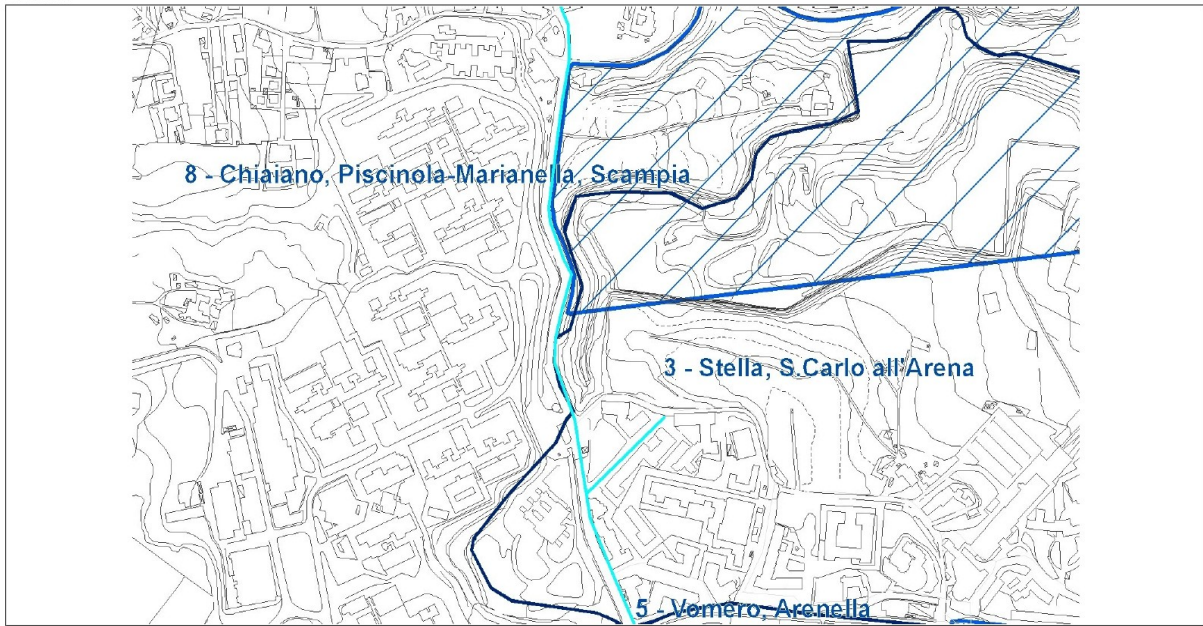 8 - Chiaiano, Piscinola-Marianella, Scampia
3 - Stella, S.Carlo all'Arena
5 - Vomero, Arenella